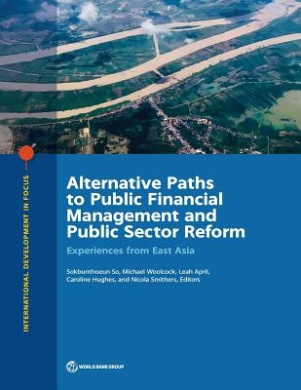 INTERNATIONAL DEVELOPMENT IN FOCUS
Alternative Paths
to Public Financial
Management and
Public Sector Reform
Experiences from East Asia
Sokbunthoeun So, Michael Woolcock, Leah April,
Caroline Hughes, and Nicola Smithers, Editors
WORLD BANK GROUP